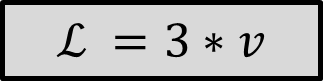 ℒ = 3 * v